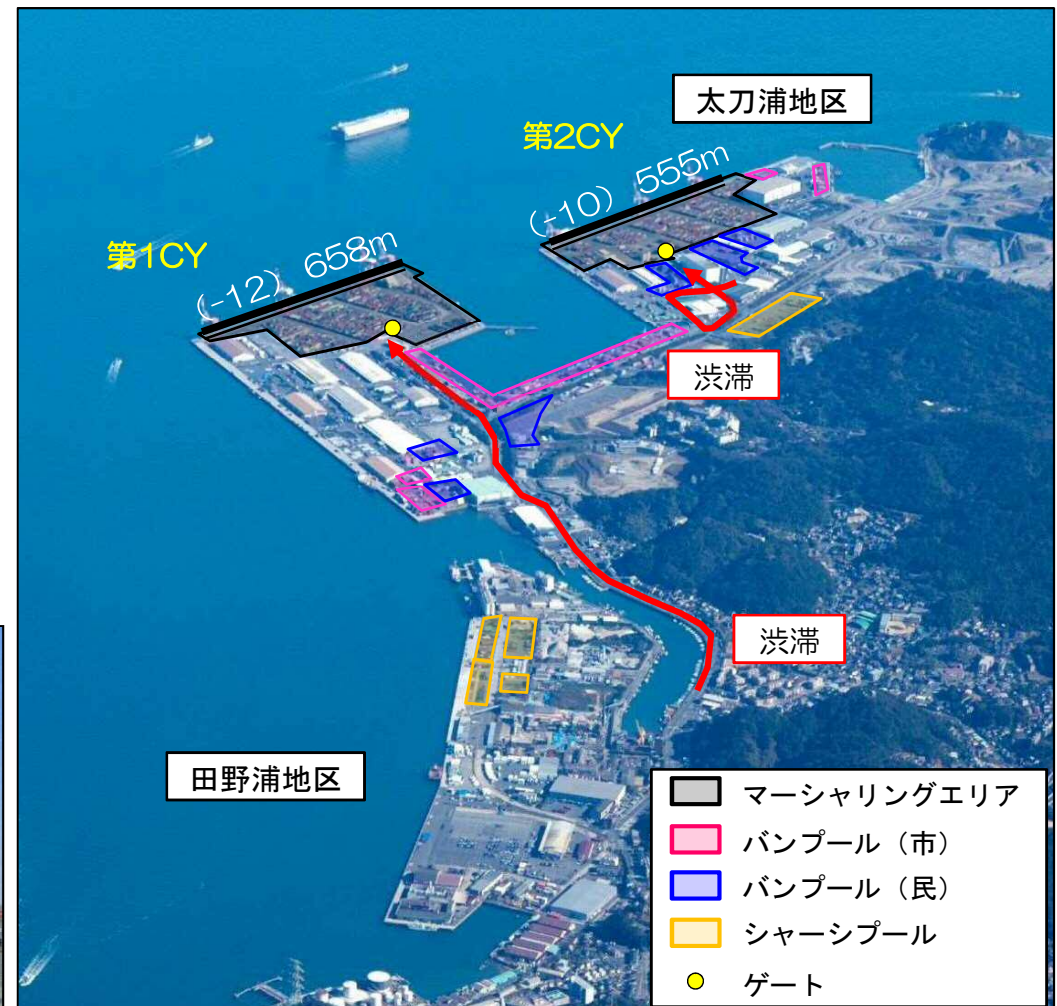 太刀浦地区
第2CY
(-10) 555m
第1CY
(-12) 658m
渋滞
渋滞
田野浦地区
マーシャリングエリア
バンプール（市）
バンプール（民）
シャーシプール
ゲート